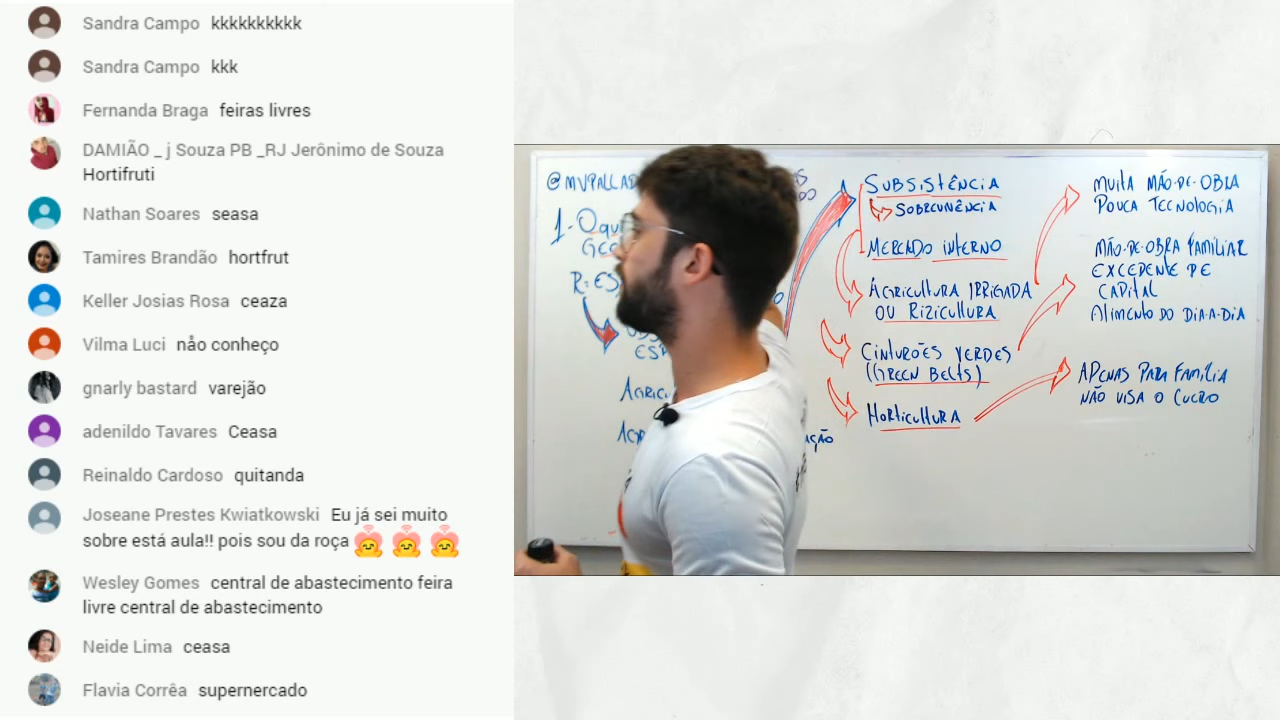 Sandra Campo kkkkkkkkkk
Sandra Campo kkk
Fernanda Braga feiras livres
DAMIÃO _ j Souza PB _RJ Jerônimo de Souza
Hortifruti
Nathan Soares seasa
Tamires Brandão hortfrut
Keller Josias Rosa ceaza
Vilma Luci nåo conheço
gnarly bastard varejão
adenildo Tavares Ceasa
Reinaldo Cardoso quitanda
Joseane Prestes Kwiatkowski Eu já sei muito
sobre está aula!! pois sou da roça
Wesley Gomes central de abastecimento feira
livre central de abastecimento
Neide Lima ceasa
Flavia Corrêa supernercado
@MVPALLAD
1-
SUBSISTÊNCIA
SOBREVIVÊNCIA
MERCADO INTERNO
AGRICULTURA IRRIGADA
OU RIZICULTURA
CINTURÕES VERDES
(GREEN BELTS)
HORTICULTURA
MUITA MÃO-DE-OBRA
POUCA TECNOLOGIA
MÃO-DE-OBRA FAMILIAR
EXCEDENTE DE
CAPITAL
ALIMENTO DO DIA-A-DIA
APENAS PARA FAMÍLIA
NÃO VISA O LUCRO